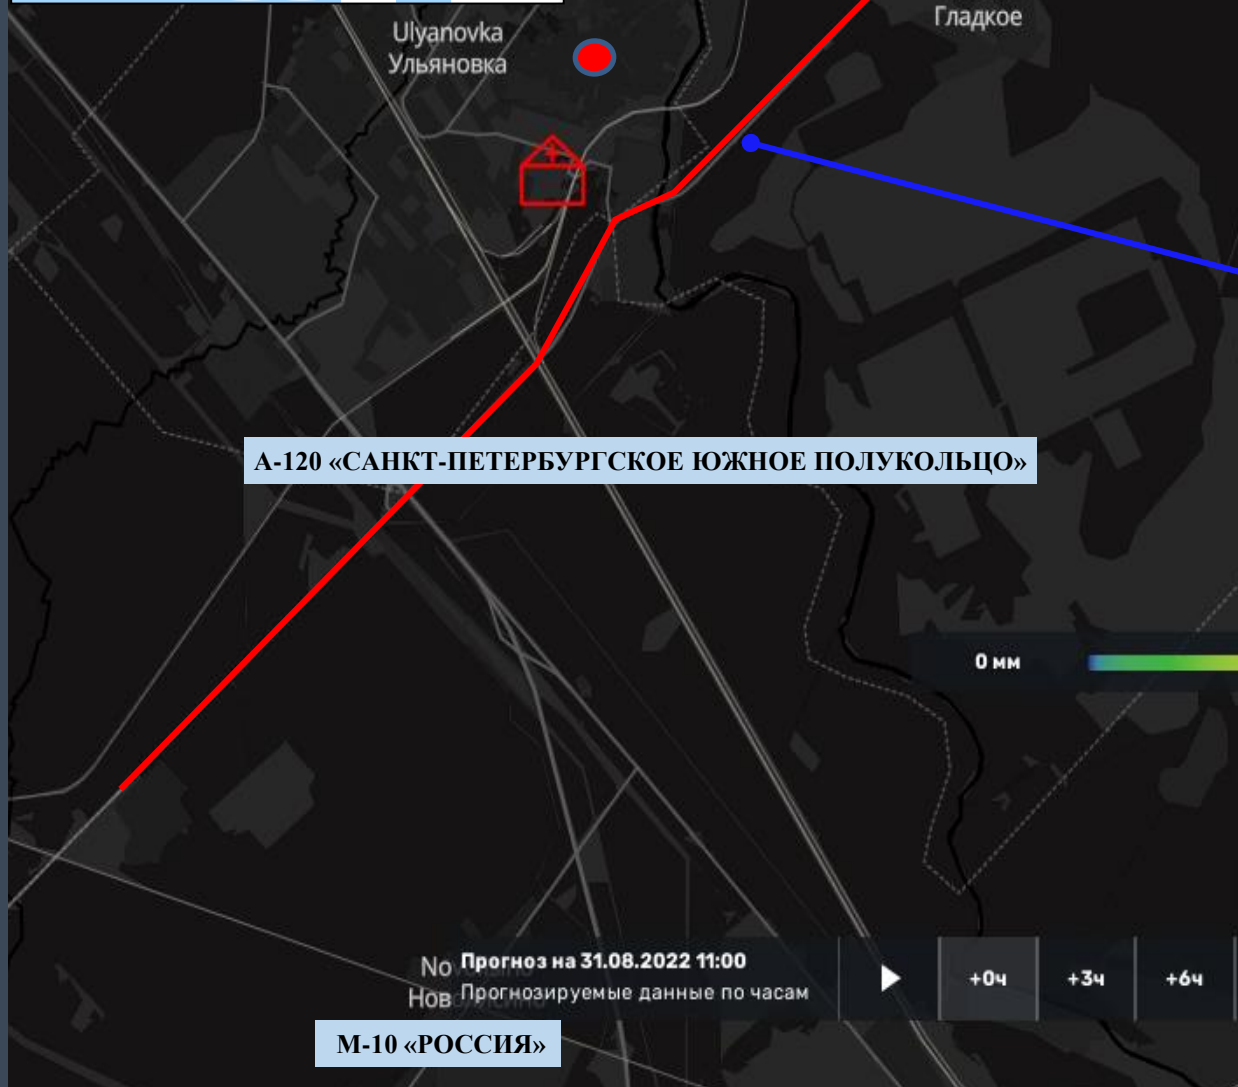 Гладкое
Ulyanovka
Ульяновка
А-120 «САНКТ-ПЕТЕРБУРГСКОЕ ЮЖНОЕ ПОЛУКОЛЬЦО»
0 мм
Прогноз на 31.08.2022 11:00
Прогнозируемые данные по часам
+0ч
+3ч
+6ч
М-10 «РОССИЯ»